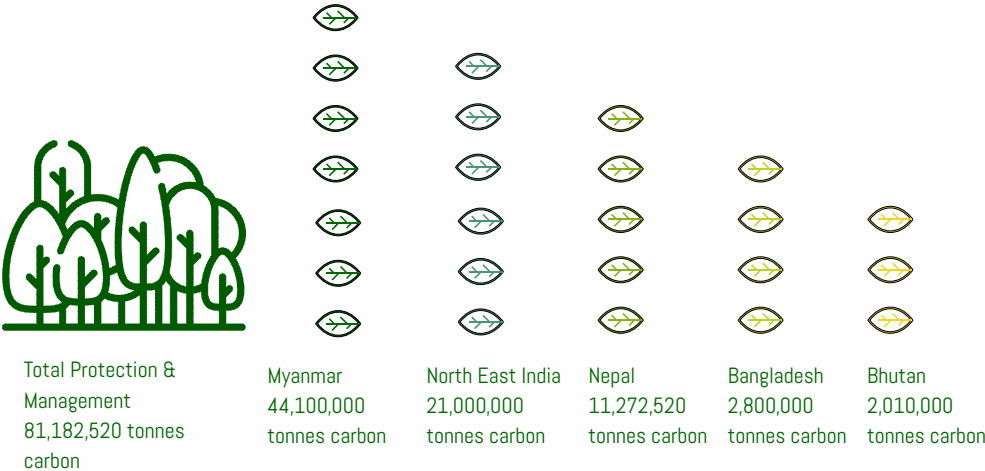 Total Protection &
Management
81,182,520 tonnes
carbon
Myanmar
44,100,000
tonnes carbon
North East India
21,000,000
tonnes carbon
Nepal
11,272,520
tonnes carbon
Bangladesh
2,800,000
tonnes carbon
Bhutan
2,010,000
tonnes carbon